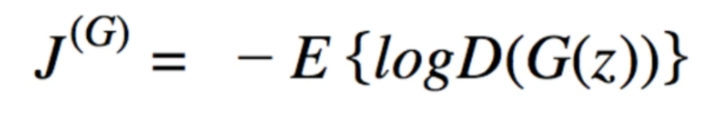 J^(G) = − E {logD(G(z))}